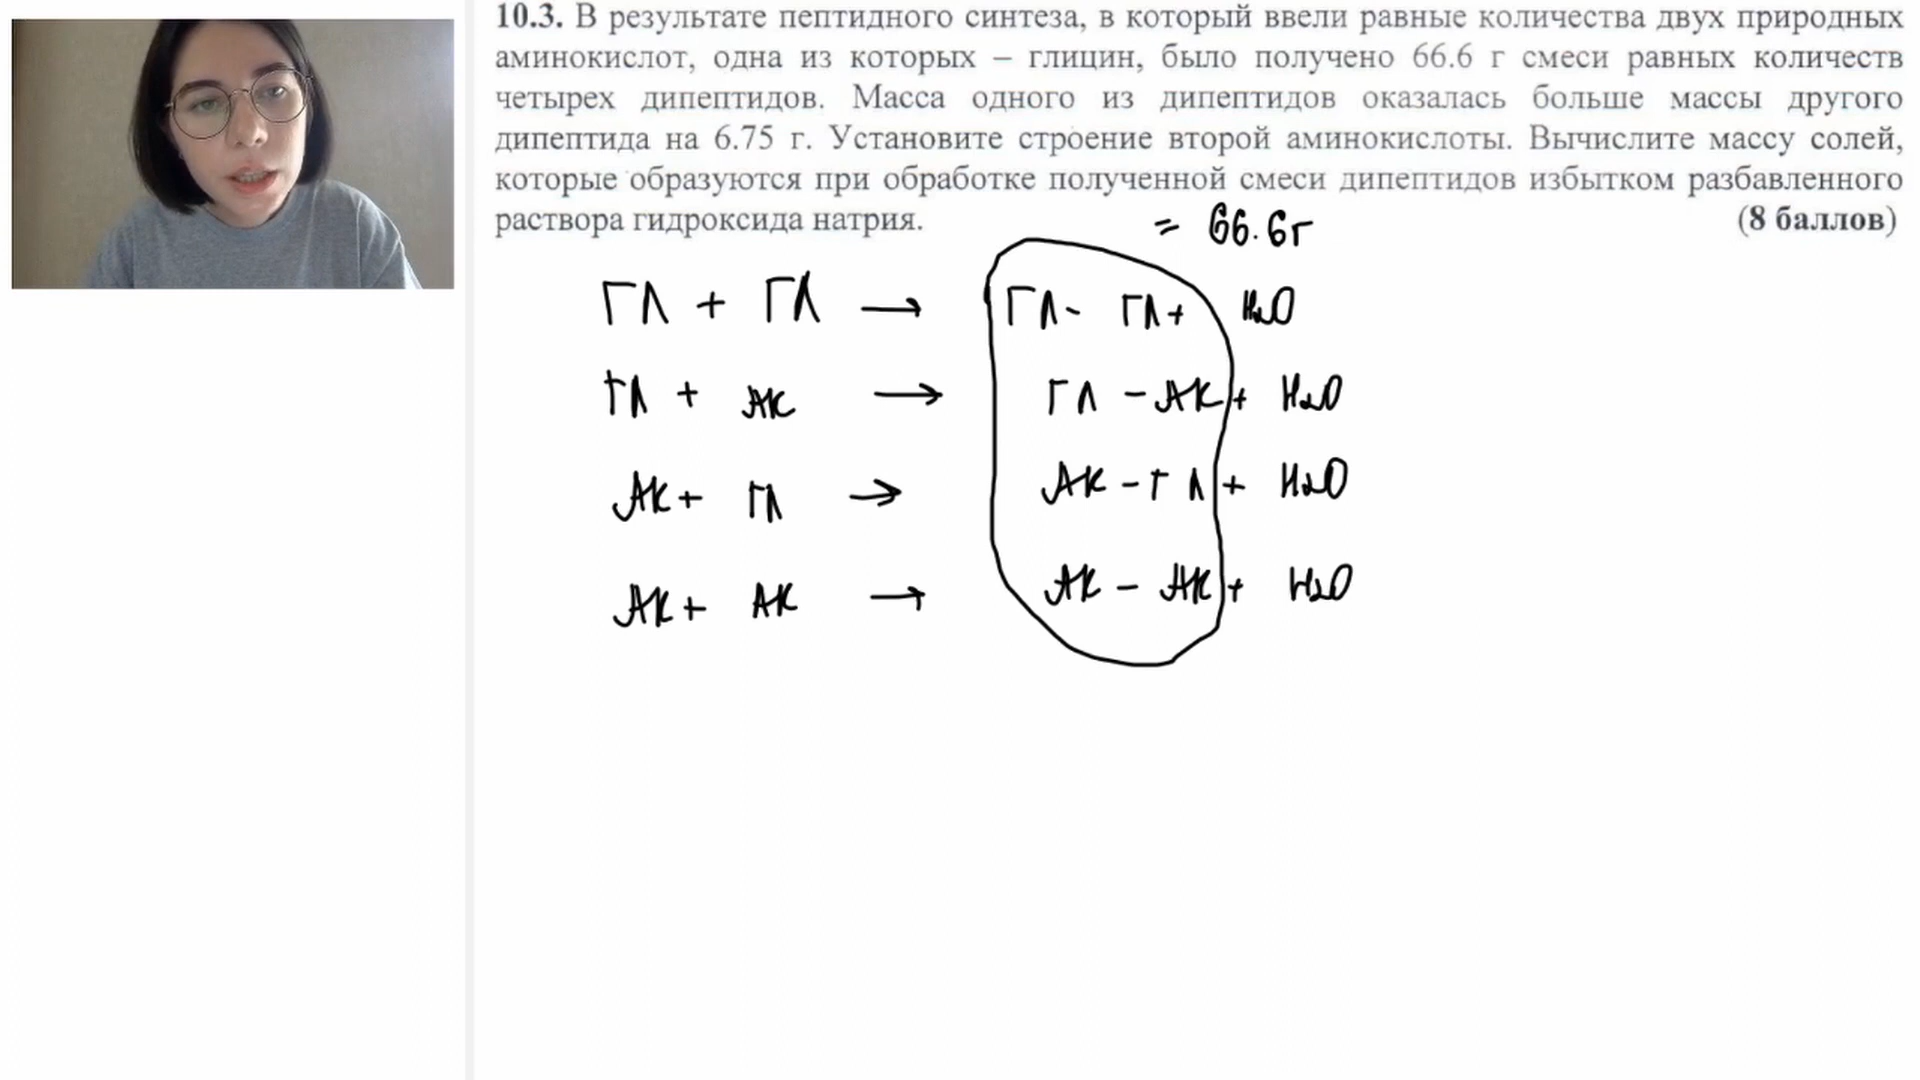 10.3. В результате пептидного синтеза, в который ввели равные количества двух природных
аминокислот, одна из которых – глицин, было получено 66.6 г смеси равных количеств
четырех дипептидов. Масса одного из дипептидов оказалась больше массы другого
дипептида на 6.75 г. Установите строение второй аминокислоты. Вычислите массу солей,
которые образуются при обработке полученной смеси дипептидов избытком разбавленного
раствора гидроксида натрия. (8 баллов)
= 66.6г
ГЛ + ГЛ → ГЛ - ГЛ + H₂O
ГЛ + АК → ГЛ - АК + H₂O
АК + ГЛ → АК - ГЛ + H₂O
АК + АК → АК - АК + H₂O